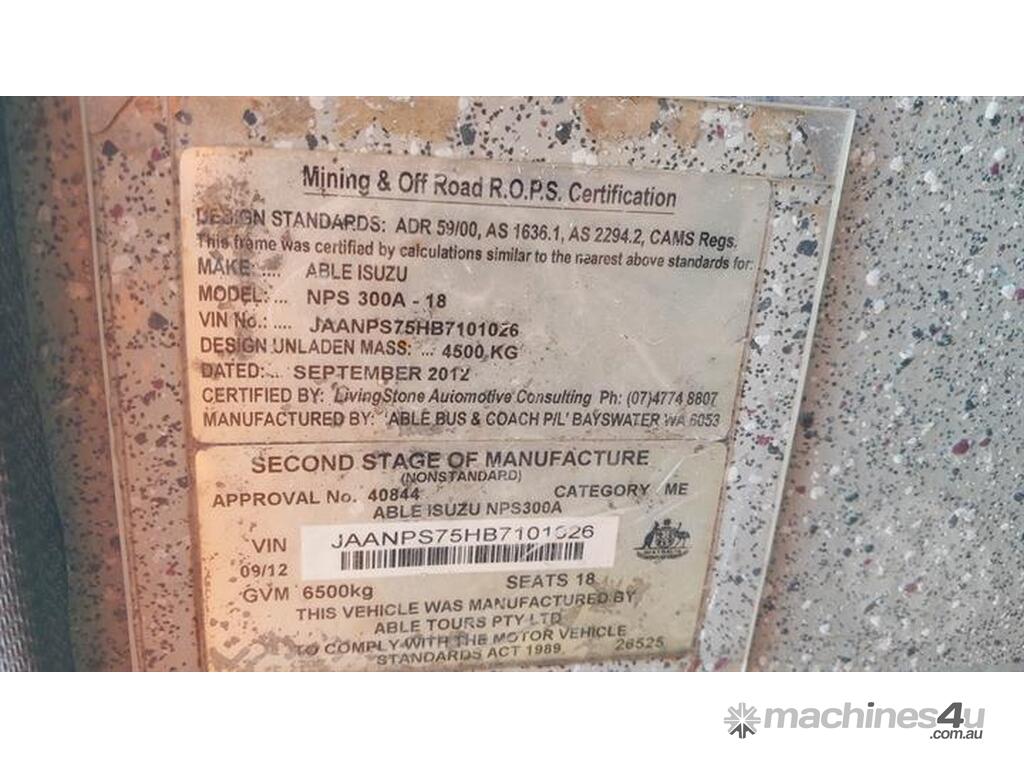 Mining & Off Road R.O.P.S. Certification
DESIGN STANDARDS: ADR 59/00, AS 1636.1, AS 2294.2, CAMS Regs.
This frame was certified by calculations similar to the nearest above standards for:
MAKE: .... ABLE ISUZU
MODEL: ... NPS 300A - 18
VIN No.: .... JAANPS75HB7101026
DESIGN UNLADEN MASS: ... 4500 KG
DATED: ... SEPTEMBER 2012
CERTIFIED BY: LivingStone Automotive Consulting Ph: (07)4774 8807
MANUFACTURED BY: ABLE BUS & COACH P/L' BAYSWATER WA 6053
SECOND STAGE OF MANUFACTURE
(NONSTANDARD)
APPROVAL No. 40844 CATEGORY ME
ABLE ISUZU NPS300A
VIN JAANPS75HB7101026
AUSTRALIA
09/12 SEATS 18
GVM 6500kg
THIS VEHICLE WAS MANUFACTURED BY
ABLE TOURS PTY LTD
TO COMPLY WITH THE MOTOR VEHICLE
STANDARDS ACT 1989. 26525
machines4u
.com.au